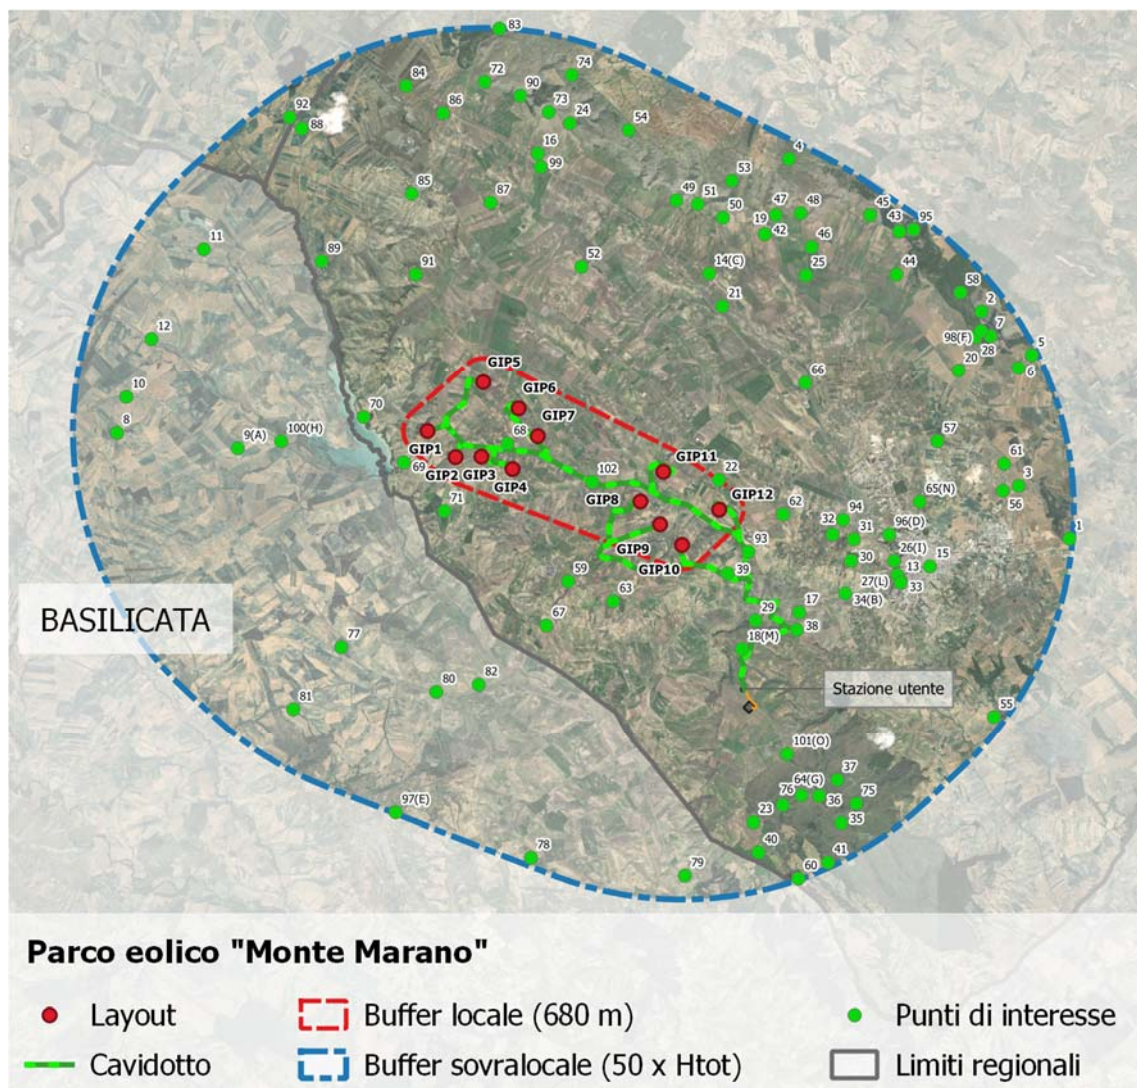 83
74
84
72
90
92
86
73
24
88
54
16
4
99
53
85
87
49
51
47
48
45
50
19
43
95
11
42
46
89
52
14(C)
25
44
91
21
58
2
12
7
98(F)
28
5
GIP5
20
6
66
10
GIP6
70
GIP7
8
9(A)
100(H)
68
57
GIP1
61
69
GIP2
GIP3
GIP4
GIP11
22
102
3
71
GIP8
GIP12
65(N)
56
62
94
32
31
96(D)
1
GIP9
93
30
26(I)
15
59
GIP10
39
13
27(L)
33
63
34(B)
BASILICATA
67
29
17
38
77
18(M)
80
82
Stazione utente
81
55
101(O)
37
64(G)
97(E)
76
36
75
23
35
78
40
41
79
60
Parco eolico "Monte Marano"
Layout
Buffer locale (680 m)
Punti di interesse
Cavidotto
Buffer sovralocale (50 x Htot)
Limiti regionali